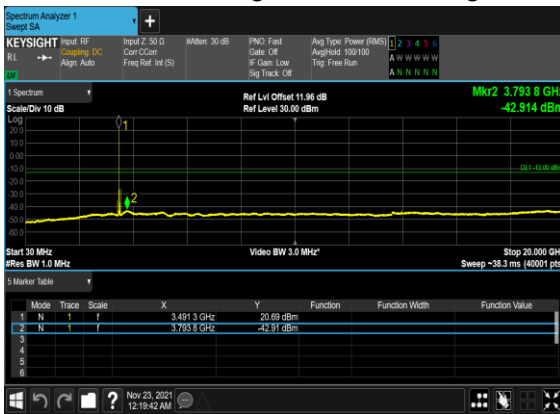 Spectrum Analyzer 1
Swept SA
KEYSIGHT Input: RF Input Z: 50 Ω #Atten: 30 dB PNO: Fast Avg Type: Power (RMS) 1 2 3 4 5 6
RL Coupling: DC Corr CCorr Gate: Off Avg|Hold: 100/100 A W W W W W
Align: Auto Freq Ref: Int (S) IF Gain: Low Trig: Free Run
LV Sig Track: Off A N N N N N
1 Spectrum Ref Lvl Offset 11.96 dB Mkr2 3.793 8 GHz
Scale/Div 10 dB Ref Level 30.00 dBm -42.914 dBm
Log
1
20.0
10.0
0.00
-10.0
DL1 -13.00 dBm
-20.0
-30.0
2
-40.0
-50.0
-60.0
Start 30 MHz Video BW 3.0 MHz* Stop 20.000 GH
#Res BW 1.0 MHz Sweep ~38.3 ms (40001 pts
5 Marker Table
Mode Trace Scale X Y Function Function Width Function Value
1 N 1 f 3.491 3 GHz 20.69 dBm
2 N 1 f 3.793 8 GHz -42.91 dBm
3
4
5
6
? Nov 23, 2021
12:19:42 AM